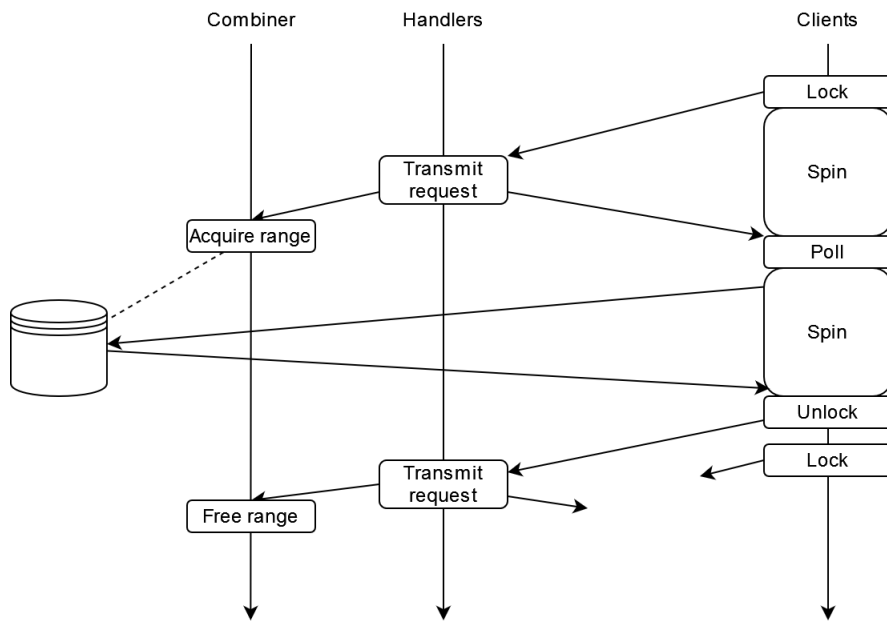 Combiner
Handlers
Clients
Lock
Transmit
request
Spin
Acquire range
Poll
Spin
Unlock
Lock
Transmit
request
Free range